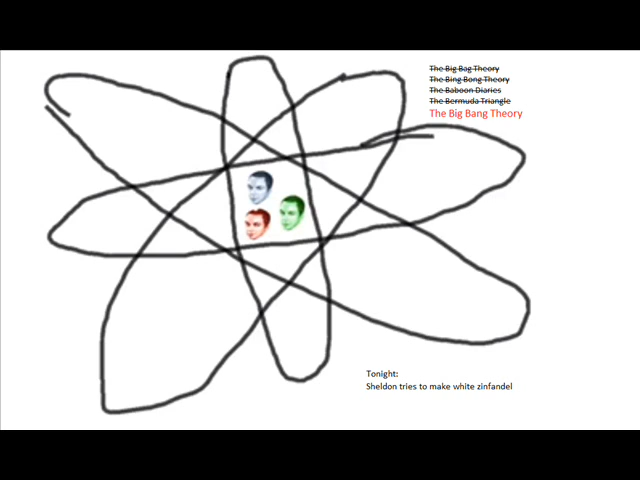 The Big Bag Theory
The Bing Bong Theory
The Baboon Diaries
The Bermuda Triangle
The Big Bang Theory
Tonight:
Sheldon tries to make white zinfandel